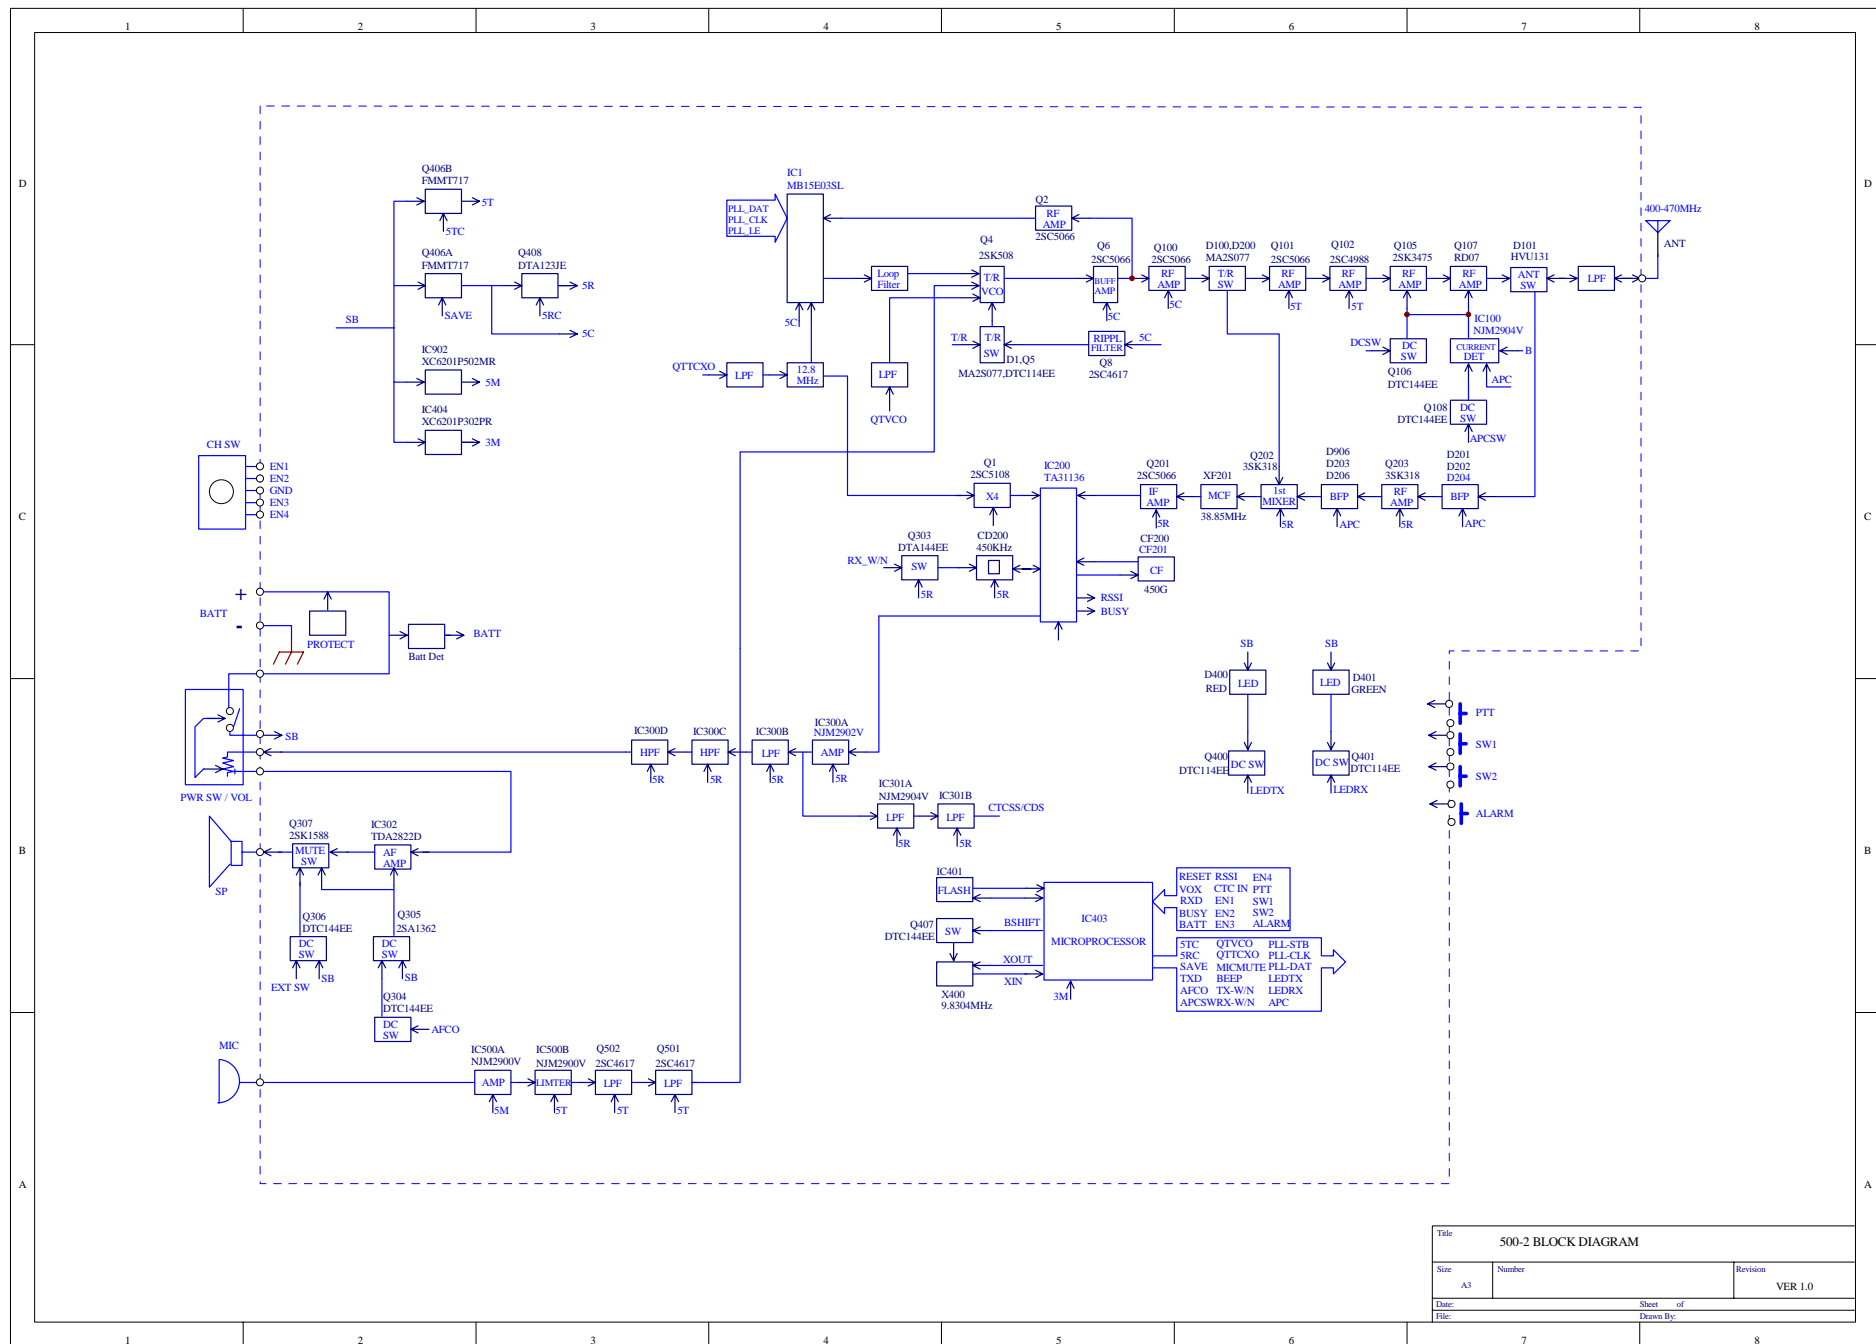 1 2 3 4 5 6 7 8
D D
C C
B B
A A
Q406B
FMMT717
5T
5TC
Q406A
FMMT717
SAVE
Q408
DTA123JE
5R
5RC
5C
SB
IC902
XC6201P502MR
5M
IC404
XC6201P302PR
3M
IC1
MB15E03SL
PLL_DAT
PLL_CLK
PLL_LE
5C
Loop
Filter
QTTCXO
LPF
12.8
MHz
LPF
QTVCO
Q4
2SK508
T/R
VCO
T/R
T/R
SW
D1,Q5
MA2S077,DTC114EE
RIPPL
FILTER
5C
Q8
2SC4617
Q2
RF
AMP
2SC5066
Q6
2SC5066
BUFF
AMP
5C
Q100
2SC5066
RF
AMP
5C
D100,D200
MA2S077
T/R
SW
Q101
2SC5066
RF
AMP
5T
Q102
2SC4988
RF
AMP
5T
Q105
2SK3475
RF
AMP
Q107
RD07
RF
AMP
D101
HVU131
ANT
SW
LPF
400-470MHz
ANT
IC100
NJM2904V
CURRENT
DET
B
APC
DCSW
DC
SW
Q106
DTC144EE
Q108
DTC144EE
DC
SW
APCSW
CH SW
EN1
EN2
GND
EN3
EN4
Q1
2SC5108
X4
IC200
TA31136
Q201
2SC5066
IF
AMP
5R
XF201
MCF
38.85MHz
Q202
3SK318
1st
MIXER
5R
D906
D203
D206
BFP
APC
Q203
3SK318
RF
AMP
5R
D201
D202
D204
BFP
APC
RX_W/N
Q303
DTA144EE
SW
5R
CD200
450KHz
5R
CF200
CF201
CF
450G
RSSI
BUSY
+
BATT
-
PROTECT
Batt Det
BATT
SB
PWR SW / VOL
IC300D
HPF
5R
IC300C
HPF
5R
IC300B
LPF
5R
IC300A
NJM2902V
AMP
5R
IC301A
NJM2904V
LPF
5R
IC301B
LPF
5R
CTCSS/CDS
SB
D400
RED
LED
Q400
DTC114EE
DC SW
LEDTX
SB
LED
D401
GREEN
DC SW
Q401
DTC114EE
LEDRX
PTT
SW1
SW2
ALARM
SP
Q307
2SK1588
MUTE
SW
IC302
TDA2822D
AF
AMP
Q306
DTC144EE
DC
SW
EXT SW
SB
Q305
2SA1362
DC
SW
SB
Q304
DTC144EE
DC
SW
AFCO
IC401
FLASH
Q407
DTC144EE
SW
BSHIFT
XOUT
XIN
X400
9.8304MHz
IC403
MICROPROCESSOR
3M
RESET RSSI EN4
VOX CTC IN PTT
RXD EN1 SW1
BUSY EN2 SW2
BATT EN3 ALARM
5TC QTVCO PLL-STB
5RC QTTCXO PLL-CLK
SAVE MICMUTE PLL-DAT
TXD BEEP LEDTX
AFCO TX-W/N LEDRX
APCSW RX-W/N APC
MIC
IC500A
NJM2900V
AMP
5M
IC500B
NJM2900V
LIMTER
5T
Q502
2SC4617
LPF
5T
Q501
2SC4617
LPF
5T
Title
500-2 BLOCK DIAGRAM
Size Number Revision
A3 VER 1.0
Date: Sheet of
File: Drawn By:
1 2 3 4 5 6 7 8